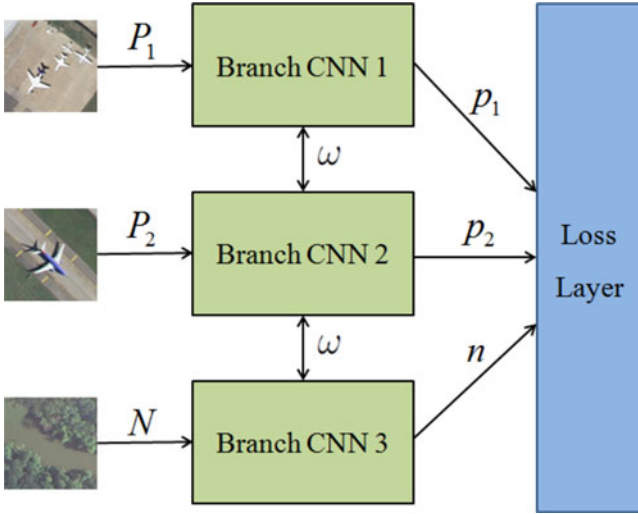 P₁
Branch CNN 1
p₁
ω
P₂
Branch CNN 2
p₂
Loss
Layer
ω
n
N
Branch CNN 3